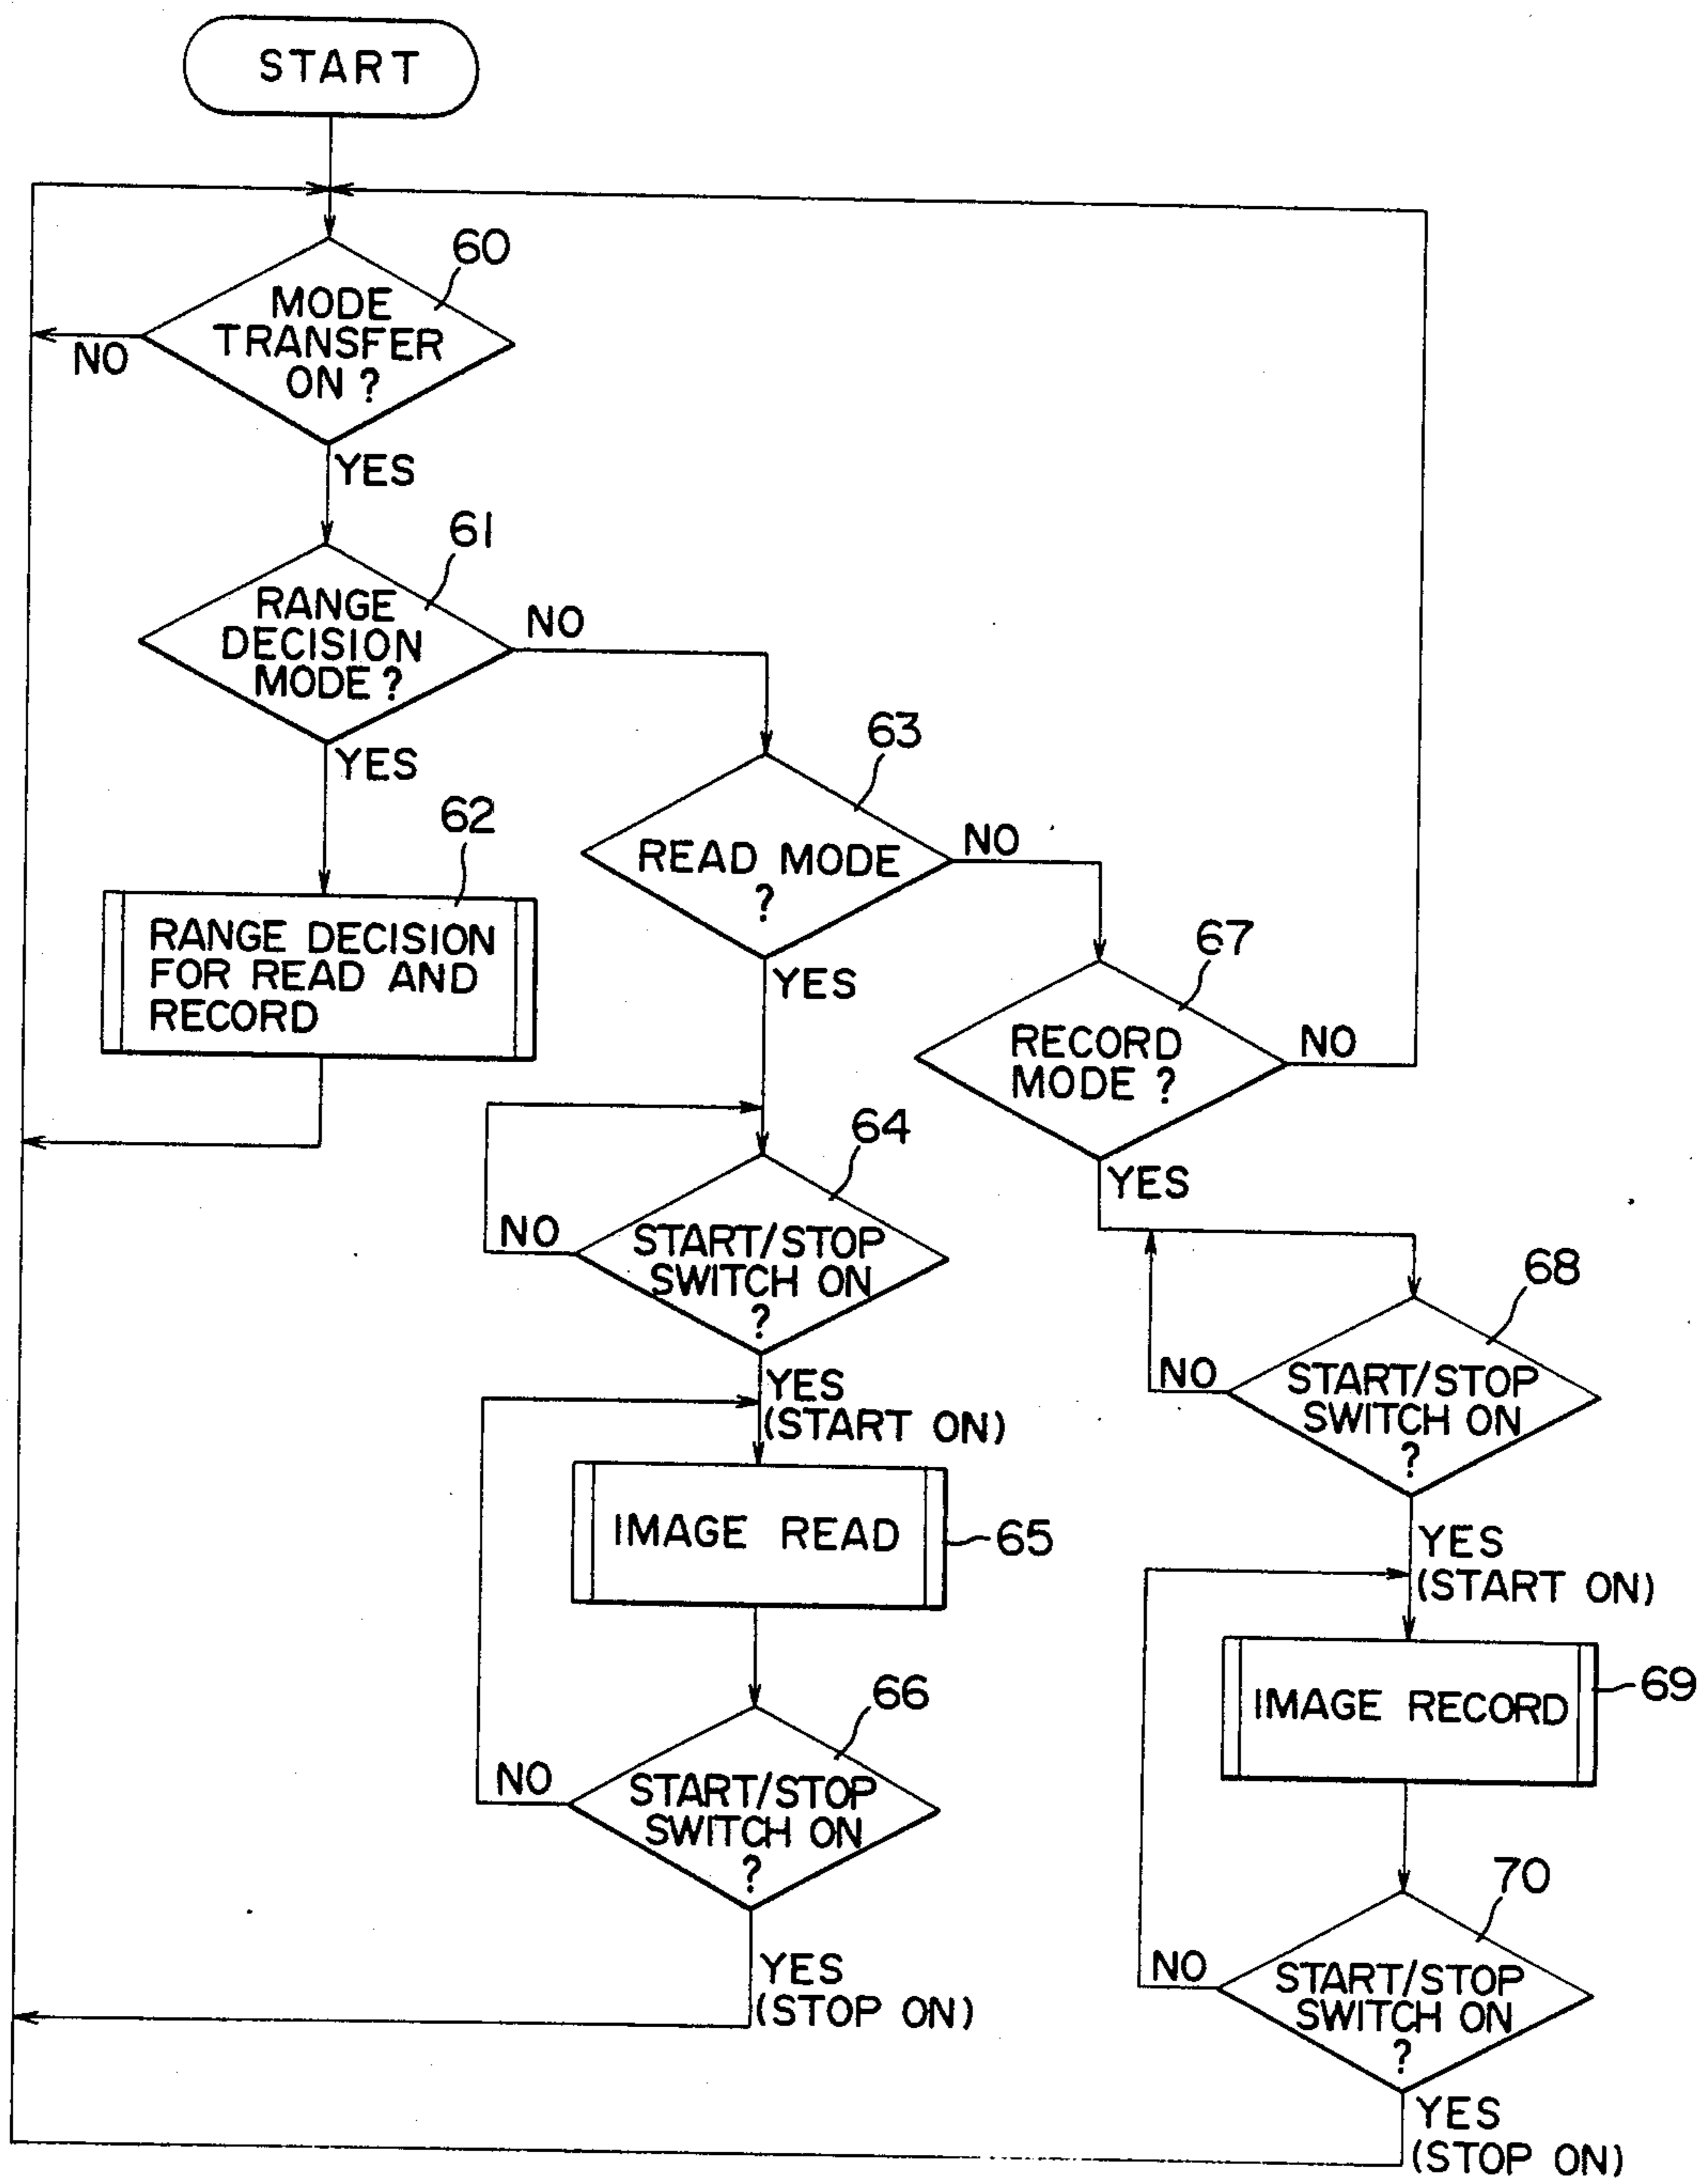 START
60
MODE
TRANSFER
ON ?
NO
YES
61
RANGE
DECISION
MODE ?
NO
YES
62
RANGE DECISION
FOR READ AND
RECORD
63
READ MODE
?
NO
YES
67
RECORD
MODE ?
NO
YES
64
START/STOP
SWITCH ON
?
NO
YES
(START ON)
IMAGE READ
65
66
START/STOP
SWITCH ON
?
NO
YES
(STOP ON)
68
START/STOP
SWITCH ON
?
NO
YES
(START ON)
IMAGE RECORD
69
70
START/STOP
SWITCH ON
?
NO
YES
(STOP ON)